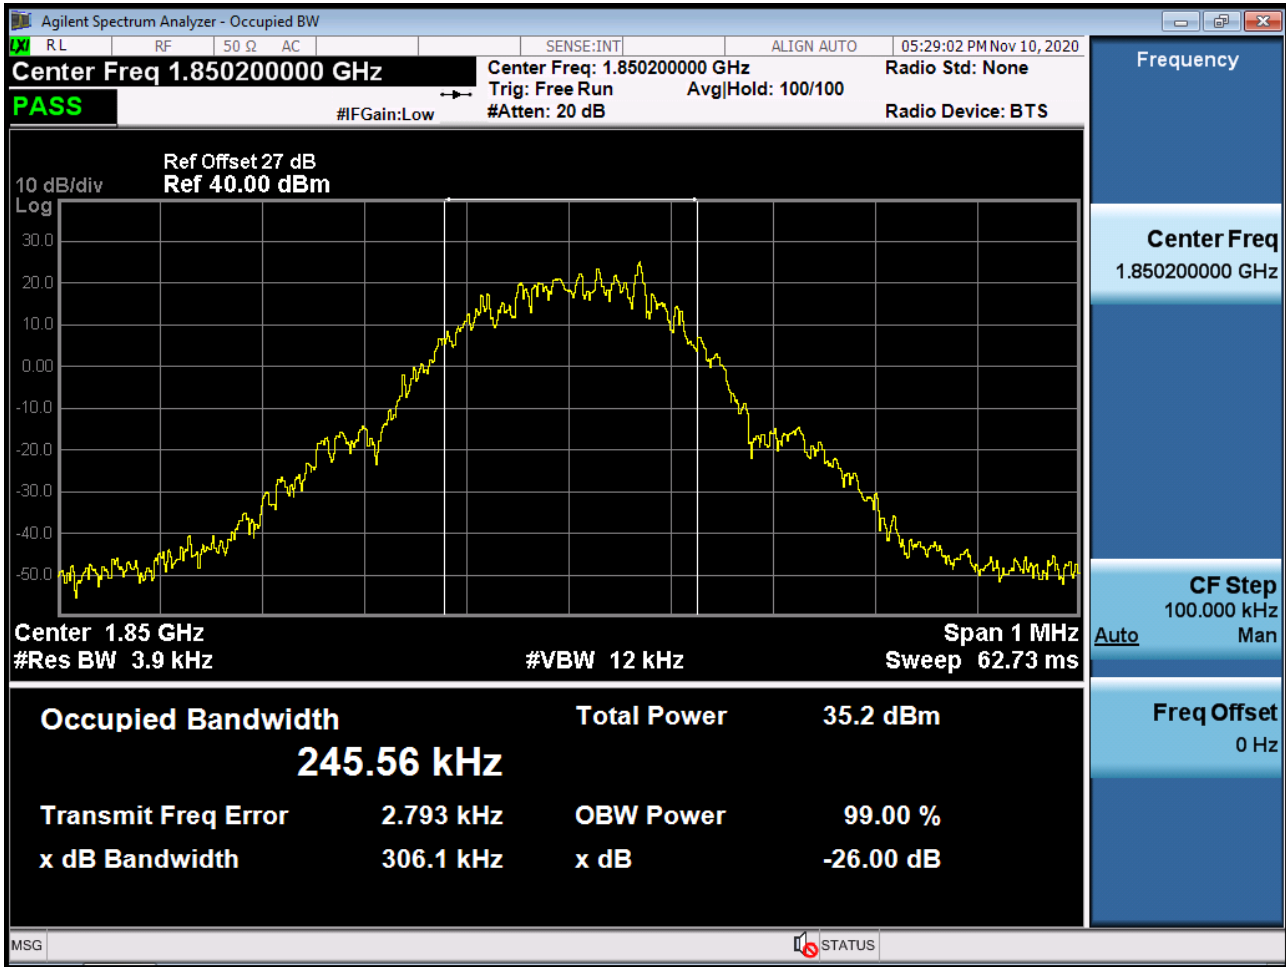 Agilent Spectrum Analyzer - Occupied BW
LXI RL RF 50 Ω AC SENSE:INT ALIGN AUTO 05:29:02 PM Nov 10, 2020
Center Freq 1.850200000 GHz
PASS
#IFGain:Low
Center Freq: 1.850200000 GHz
Trig: Free Run Avg|Hold: 100/100
#Atten: 20 dB
Radio Std: None
Radio Device: BTS
Ref Offset 27 dB
10 dB/div Ref 40.00 dBm
Log
30.0
20.0
10.0
0.00
-10.0
-20.0
-30.0
-40.0
-50.0
Center 1.85 GHz Span 1 MHz
#Res BW 3.9 kHz #VBW 12 kHz Sweep 62.73 ms
Occupied Bandwidth Total Power 35.2 dBm
245.56 kHz
Transmit Freq Error 2.793 kHz OBW Power 99.00 %
x dB Bandwidth 306.1 kHz x dB -26.00 dB
MSG STATUS
Frequency
Center Freq
1.850200000 GHz
CF Step
100.000 kHz
Auto Man
Freq Offset
0 Hz